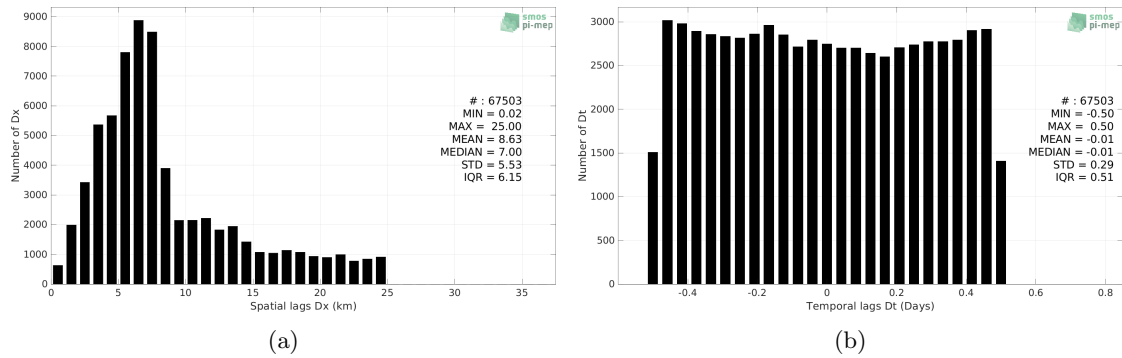 9000
8000
7000
6000
5000
4000
3000
2000
1000
0
Number of Dx
smos
pi-mep
# : 67503
MIN = 0.02
MAX = 25.00
MEAN = 8.63
MEDIAN = 7.00
STD = 5.53
IQR = 6.15
0 5 10 15 20 25 30 35
Spatial lags Dx (km)
(a)
3000
2500
2000
1500
1000
500
0
Number of Dt
smos
pi-mep
# : 67503
MIN = -0.50
MAX = 0.50
MEAN = -0.01
MEDIAN = -0.01
STD = 0.29
IQR = 0.51
-0.4 -0.2 0 0.2 0.4 0.6 0.8
Temporal lags Dt (Days)
(b)